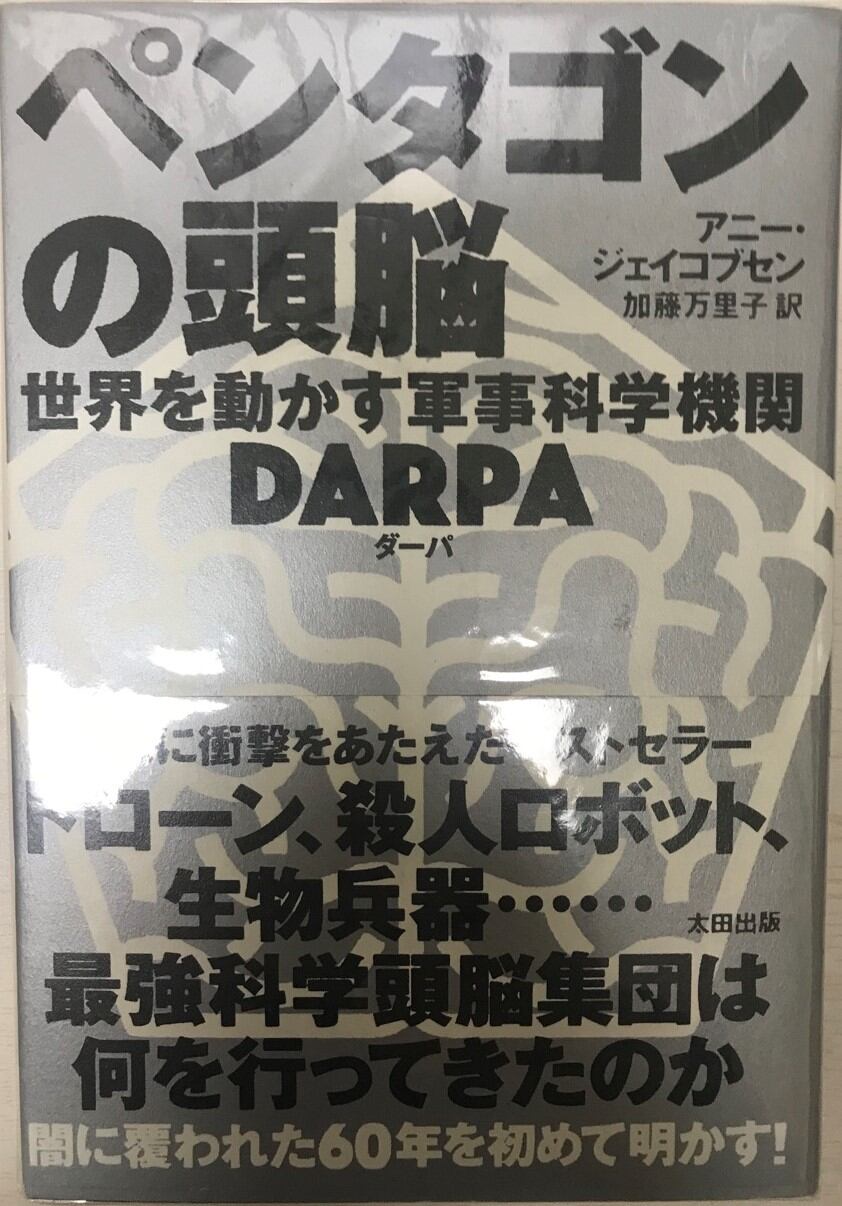 ペンタゴン
の頭脳
アニー・
ジェイコブセン
加藤万里子 訳
世界を動かす軍事科学機関
DARPA
ダーパ
に衝撃をあたえた ストセラー
ドローン、殺人ロボット、
生物兵器……
太田出版
最強科学頭脳集団は
何を行ってきたのか
闇に覆われた60年を初めて明かす!